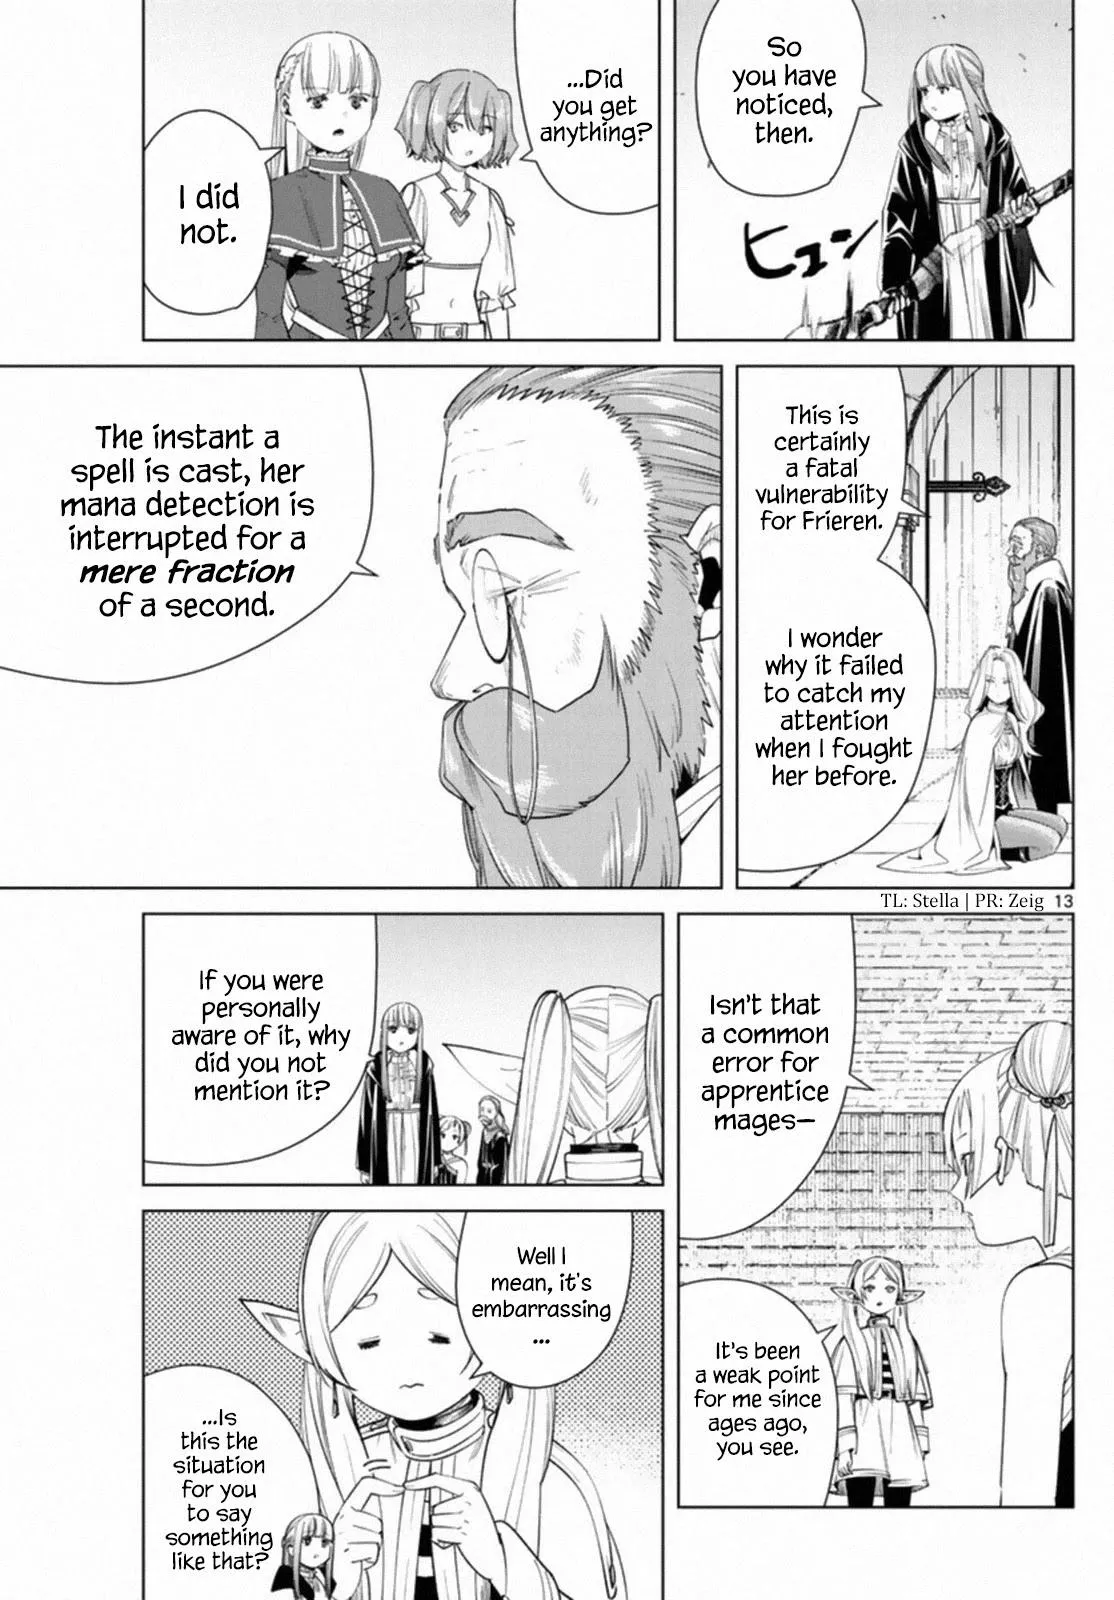 So
you have
noticed,
then.
ヒュン
...Did
you get
anything?
I did
not.
This is
certainly
a fatal
vulnerability
for Frieren.
I wonder
why it failed
to catch my
attention
when I fought
her before.
The instant a
spell is cast, her
mana detection is
interrupted for a
mere fraction
of a second.
TL: Stella | PR: Zeig 13
Isn't that
a common
error for
apprentice
mages—
It's been
a weak point
for me since
ages ago,
you see.
If you were
personally
aware of it, why
did you not
mention it?
Well I
mean, it's
embarrassing
...
...Is
this the
situation
for you
to say
something
like that?